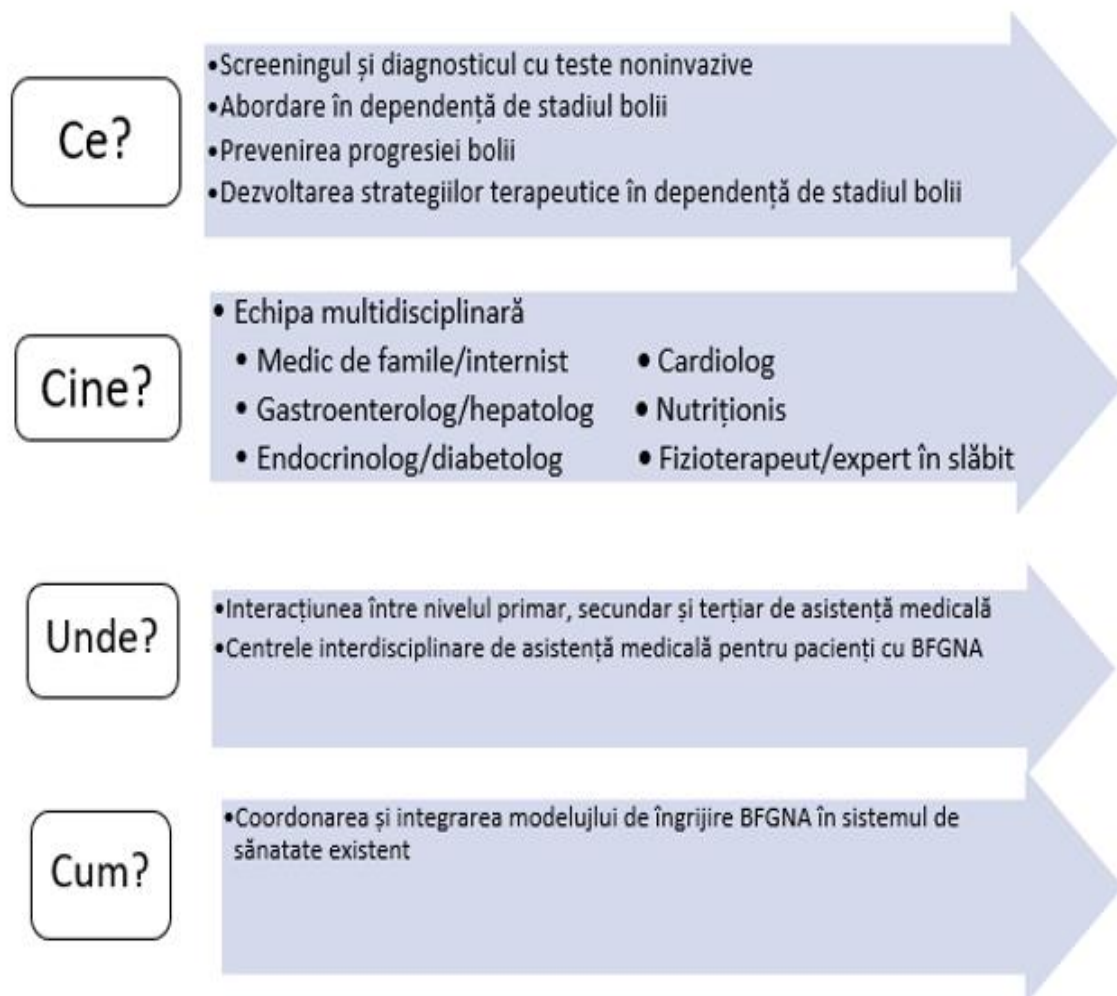 Ce?
•Screeningul și diagnosticul cu teste noninvazive
•Abordare în dependență de stadiul bolii
•Prevenirea progresiei bolii
•Dezvoltarea strategiilor terapeutice în dependență de stadiul bolii
Cine?
• Echipa multidisciplinară
• Medic de famile/internist
• Gastroenterolog/hepatolog
• Endocrinolog/diabetolog
• Cardiolog
• Nutriționis
• Fizioterapeut/expert în slăbit
Unde?
•Interacțiunea între nivelul primar, secundar și terțiar de asistență medicală
•Centrele interdisciplinare de asistență medicală pentru pacienți cu BFGNA
Cum?
•Coordonarea și integrarea modelujlui de îngrijire BFGNA în sistemul de
sănatate existent